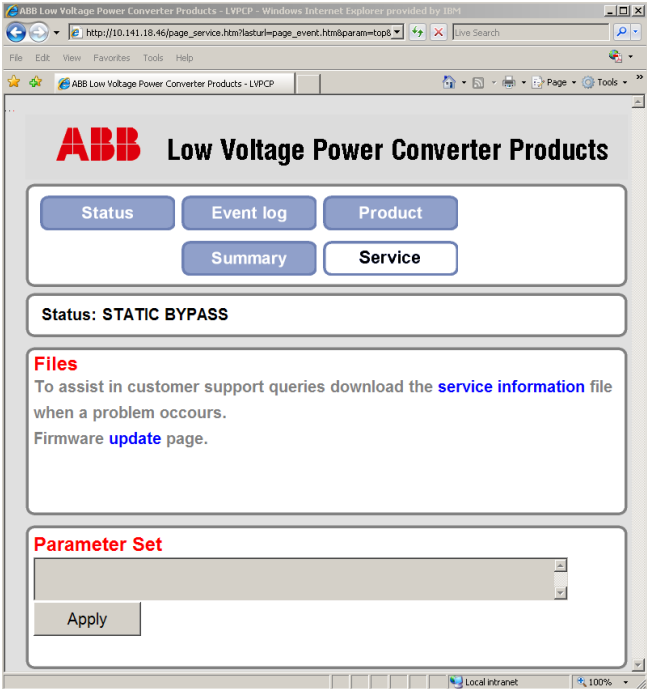 ABB Low Voltage Power Converter Products - LVPCP - Windows Internet Explorer provided by IBM
http://10.141.18.46/page_service.htm?lasturl=page_event.htm&param=top&
Live Search
File Edit View Favorites Tools Help
ABB Low Voltage Power Converter Products - LVPCP
Page Tools »
...
ABB Low Voltage Power Converter Products
Status Event log Product
Summary Service
Status: STATIC BYPASS
Files
To assist in customer support queries download the service information file
when a problem occours.
Firmware update page.
Parameter Set
Apply
Local intranet 100%